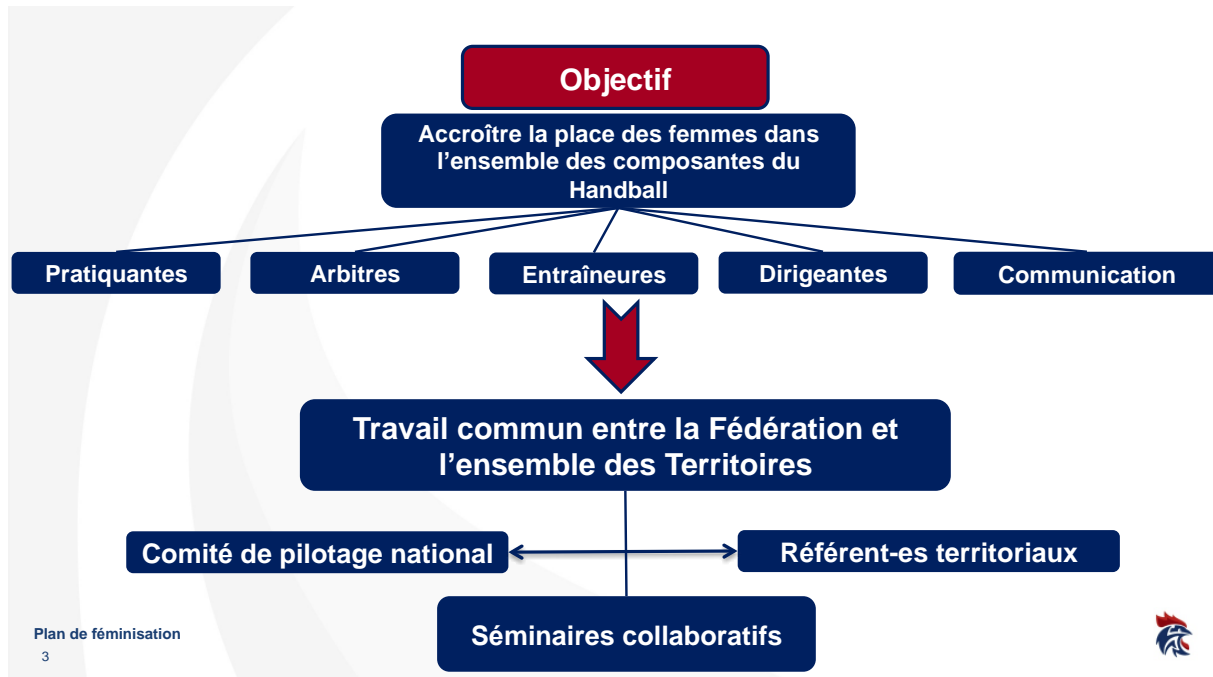 Objectif
Accroître la place des femmes dans
l'ensemble des composantes du
Handball
Pratiquantes
Arbitres
Entraîneures
Dirigeantes
Communication
Travail commun entre la Fédération et
l'ensemble des Territoires
Comité de pilotage national
Référent-es territoriaux
Séminaires collaboratifs
Plan de féminisation
3